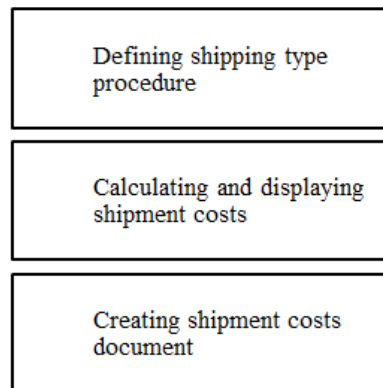 Defining shipping type
procedure
Calculating and displaying
shipment costs
Creating shipment costs
document